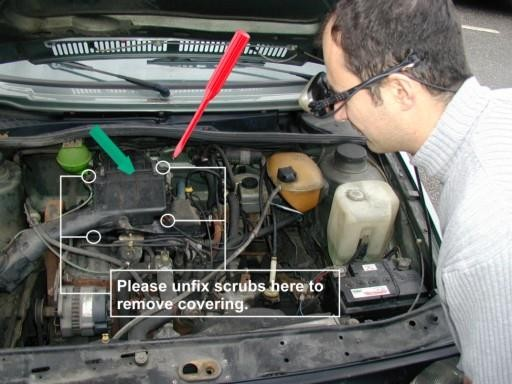 Please unfix scrubs here to
remove covering.